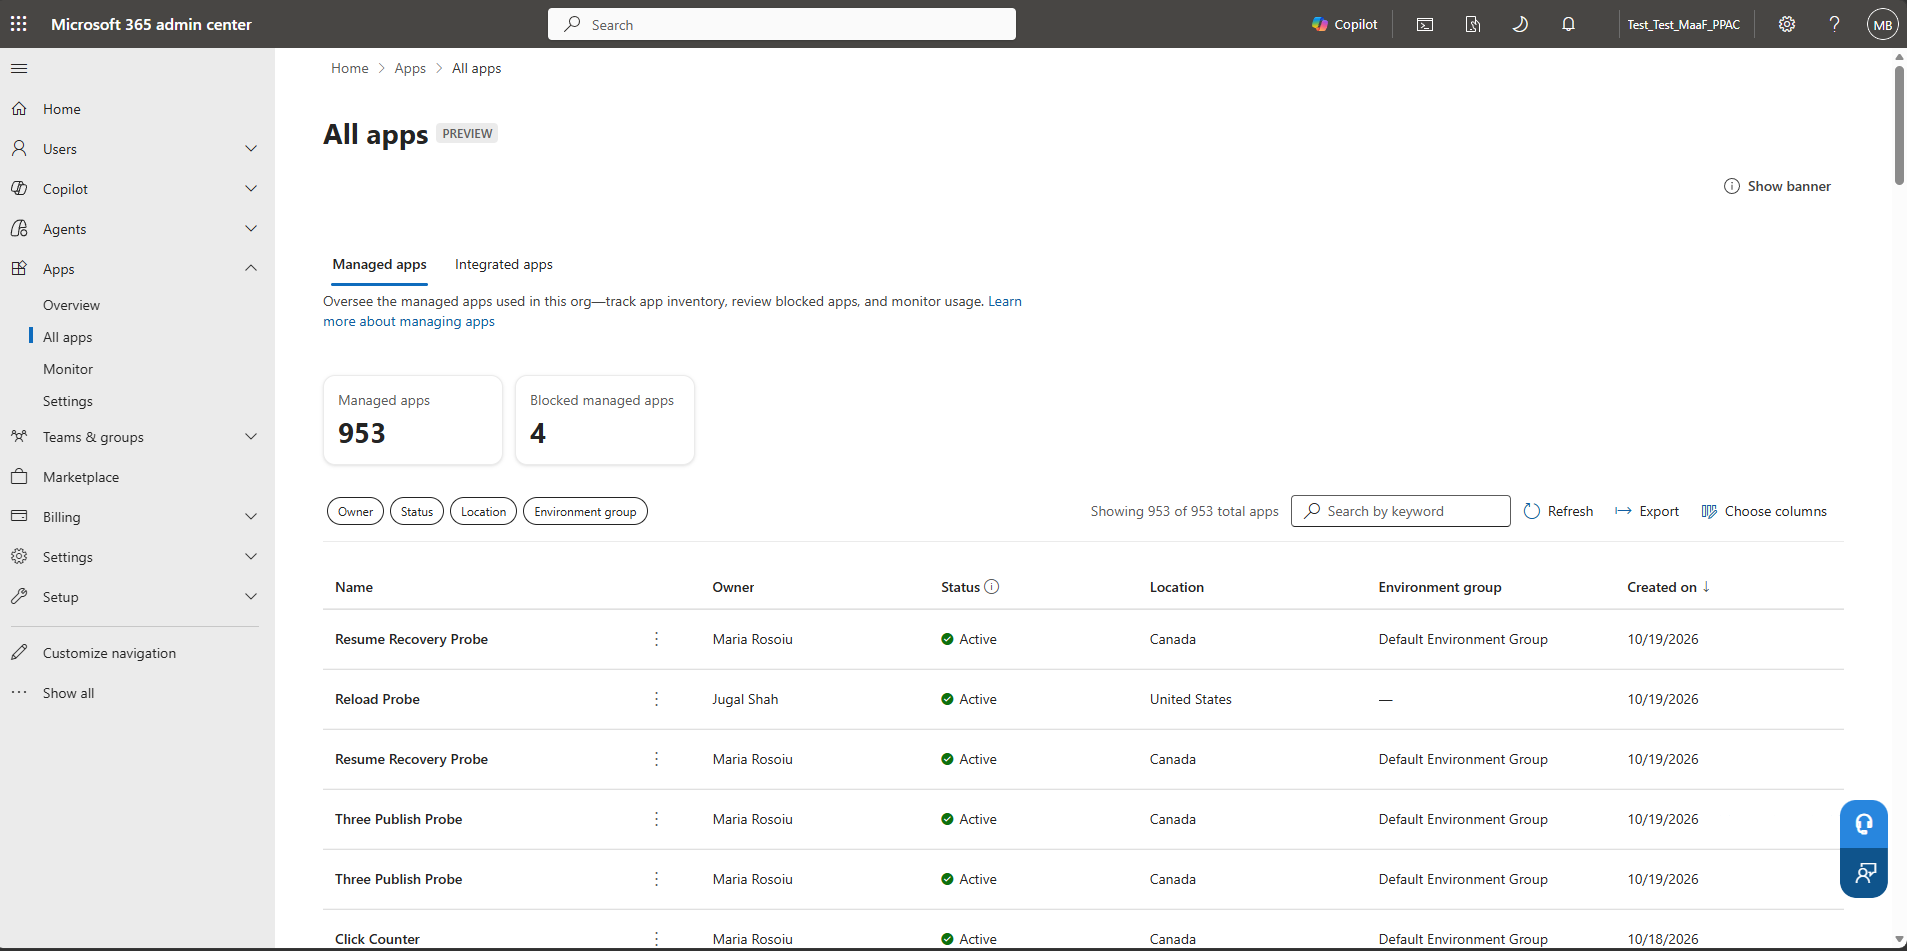 Microsoft 365 admin center
Search
Copilot
Test_Test_MaaF_PPAC
MB
Home
Users
Copilot
Agents
Apps
Overview
All apps
Monitor
Settings
Teams & groups
Marketplace
Billing
Settings
Setup
Customize navigation
Show all
Home > Apps > All apps
All apps PREVIEW
Show banner
Managed apps Integrated apps
Oversee the managed apps used in this org—track app inventory, review blocked apps, and monitor usage. Learn
more about managing apps
Managed apps
953
Blocked managed apps
4
Owner Status Location Environment group
Showing 953 of 953 total apps Search by keyword Refresh Export Choose columns
Name Owner Status Location Environment group Created on ↓
Resume Recovery Probe Maria Rosoiu Active Canada Default Environment Group 10/19/2026
Reload Probe Jugal Shah Active United States — 10/19/2026
Resume Recovery Probe Maria Rosoiu Active Canada Default Environment Group 10/19/2026
Three Publish Probe Maria Rosoiu Active Canada Default Environment Group 10/19/2026
Three Publish Probe Maria Rosoiu Active Canada Default Environment Group 10/19/2026
Click Counter Maria Rosoiu Active Canada Default Environment Group 10/18/2026